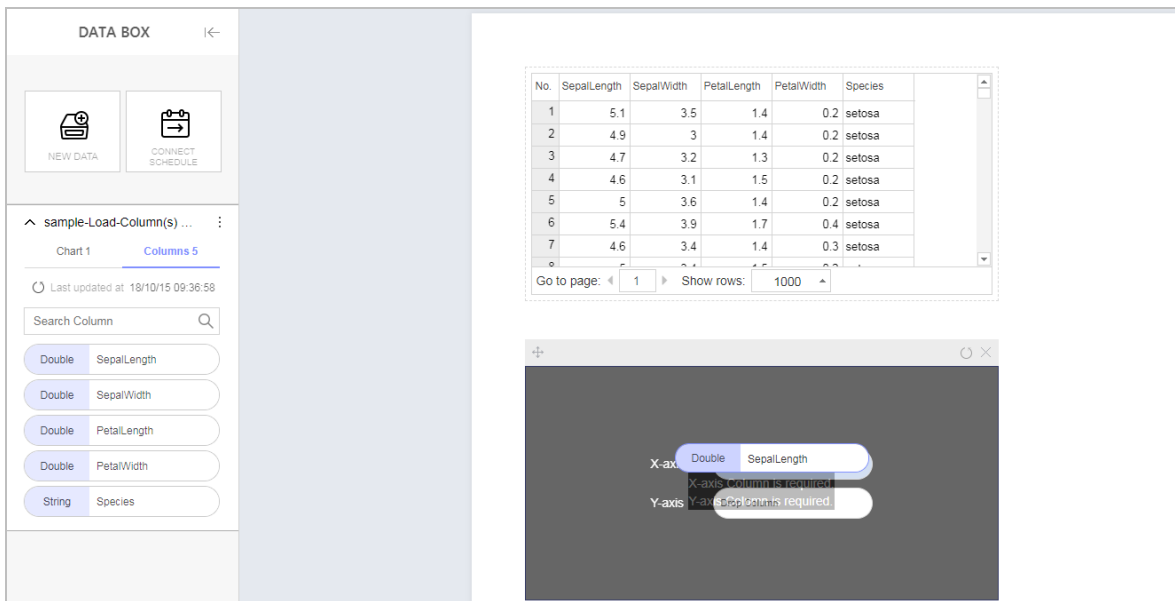 DATA BOX
NEW DATA
CONNECT
SCHEDULE
sample-Load-Column(s) ...
Chart 1 Columns 5
Last updated at 18/10/15 09:36:58
Search Column
Double SepalLength
Double SepalWidth
Double PetalLength
Double PetalWidth
String Species
No. SepalLength SepalWidth PetalLength PetalWidth Species
1 5.1 3.5 1.4 0.2 setosa
2 4.9 3 1.4 0.2 setosa
3 4.7 3.2 1.3 0.2 setosa
4 4.6 3.1 1.5 0.2 setosa
5 5 3.6 1.4 0.2 setosa
6 5.4 3.9 1.7 0.4 setosa
7 4.6 3.4 1.4 0.3 setosa
Go to page: 1 Show rows: 1000
X-ax Double SepalLength
X-axis Column is required.
Y-axis Y-axis Column is required.
Drop Column